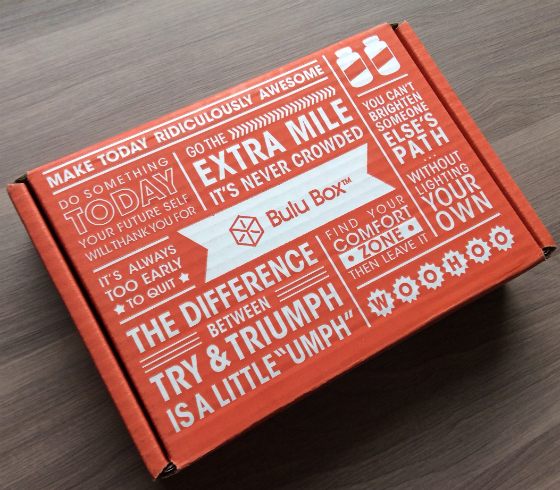 MAKE TODAY RIDICULOUSLY AWESOME
DO SOMETHING
TODAY
YOUR FUTURE SELF
WILL THANK YOU FOR
GO THE
EXTRA MILE
IT'S NEVER CROWDED
YOU CAN'T
BRIGHTEN
SOMEONE
ELSE'S
PATH
...
WITHOUT
LIGHTING
YOUR
OWN
Bulu Box™
IT'S ALWAYS
TOO EARLY
TO QUIT
THE DIFFERENCE
BETWEEN
TRY & TRIUMPH
IS A LITTLE "UMPH"
FIND YOUR
COMFORT
ZONE
THEN LEAVE IT
WOOHOO